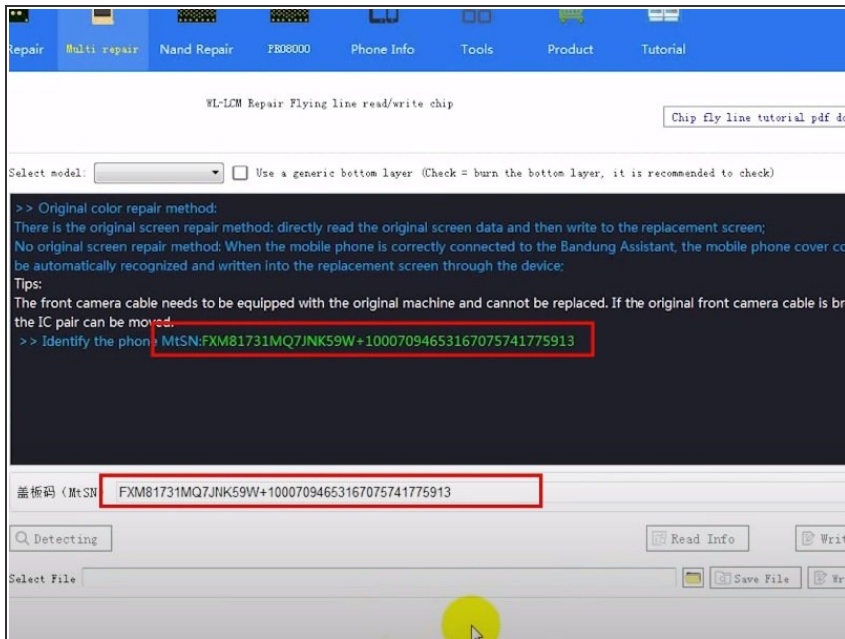 Repair Multi repair Nand Repair PRO8000 Phone Info Tools Product Tutorial
WL-LCM Repair Flying line read/write chip
Chip fly line tutorial pdf do
Select model: Use a generic bottom layer (Check = burn the bottom layer, it is recommended to check)
>> Original color repair method:
There is the original screen repair method: directly read the original screen data and then write to the replacement screen;
No original screen repair method: When the mobile phone is correctly connected to the Bandung Assistant, the mobile phone cover co
be automatically recognized and written into the replacement screen through the device;
Tips:
The front camera cable needs to be equipped with the original machine and cannot be replaced. If the original front camera cable is br
the IC pair can be moved.
>> Identify the phone MtSN:FXM81731MQ7JNK59W+10007094653167075741775913
盖板码（MtSN FXM81731MQ7JNK59W+10007094653167075741775913
Detecting Read Info Writ
Select File Save File Wr